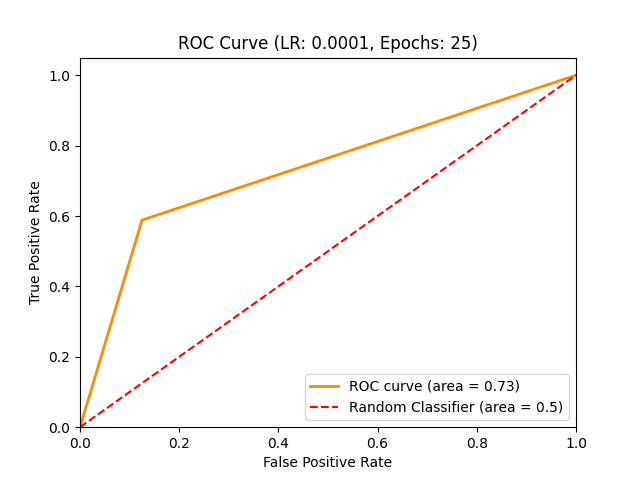 ROC Curve (LR: 0.0001, Epochs: 25)
True Positive Rate
1.0
0.8
0.6
0.4
0.2
0.0
ROC curve (area = 0.73)
Random Classifier (area = 0.5)
0.0 0.2 0.4 0.6 0.8 1.0
False Positive Rate